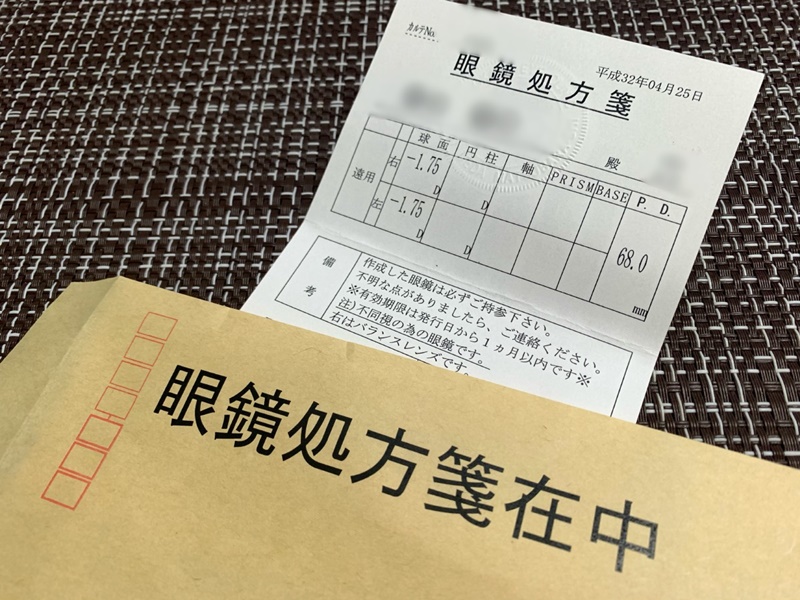 カルテNo.
平成32年04月25日
眼鏡処方箋
殿
球面 円柱 軸 PRISM BASE P. D.
遠用 右 -1.75 D D
左 -1.75 D D
68.0 mm
備考
作成した眼鏡は必ずご持参下さい。
不明な点がありましたら、ご連絡ください。
※有効期限は発行日から1ヵ月以内です※
注)不同視の為の眼鏡です。
右はバランスレンズです。
眼鏡処方箋在中